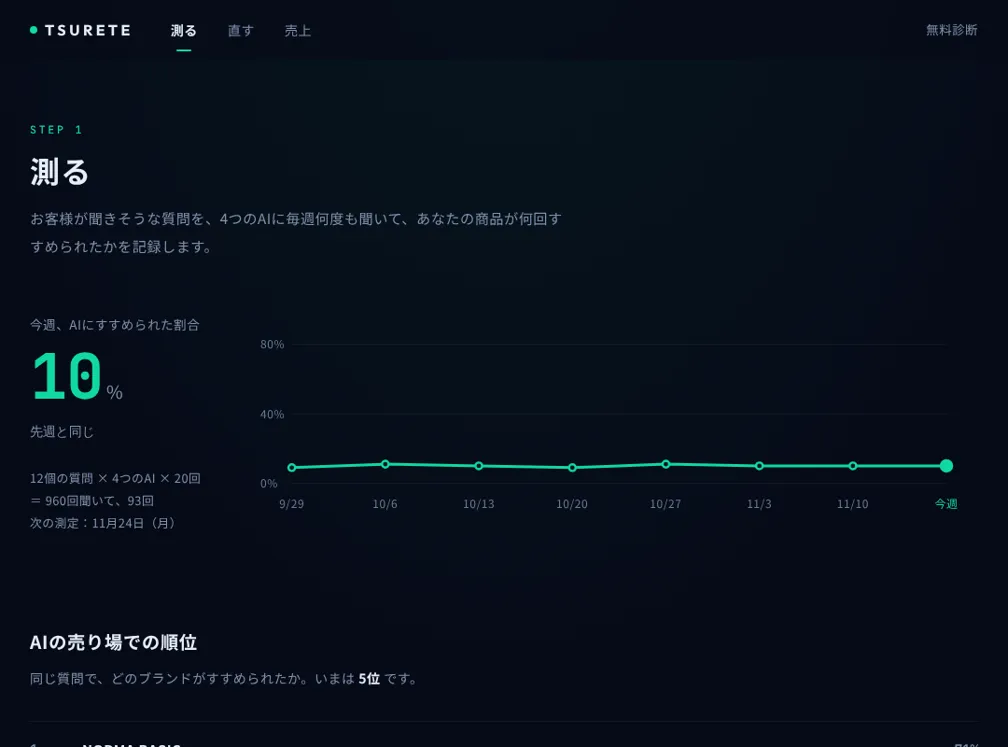 TSURETE 測る 直す 売上 無料診断
STEP 1
測る
お客様が聞きそうな質問を、4つのAIに毎週何度も聞いて、あなたの商品が何回す
すめられたかを記録します。
今週、AIにすすめられた割合
10%
先週と同じ
12個の質問 × 4つのAI × 20回
＝ 960回聞いて、93回
次の測定：11月24日（月）
80%
40%
0%
9/29 10/6 10/13 10/20 10/27 11/3 11/10 今週
AIの売り場での順位
同じ質問で、どのブランドがすすめられたか。いまは 5位 です。